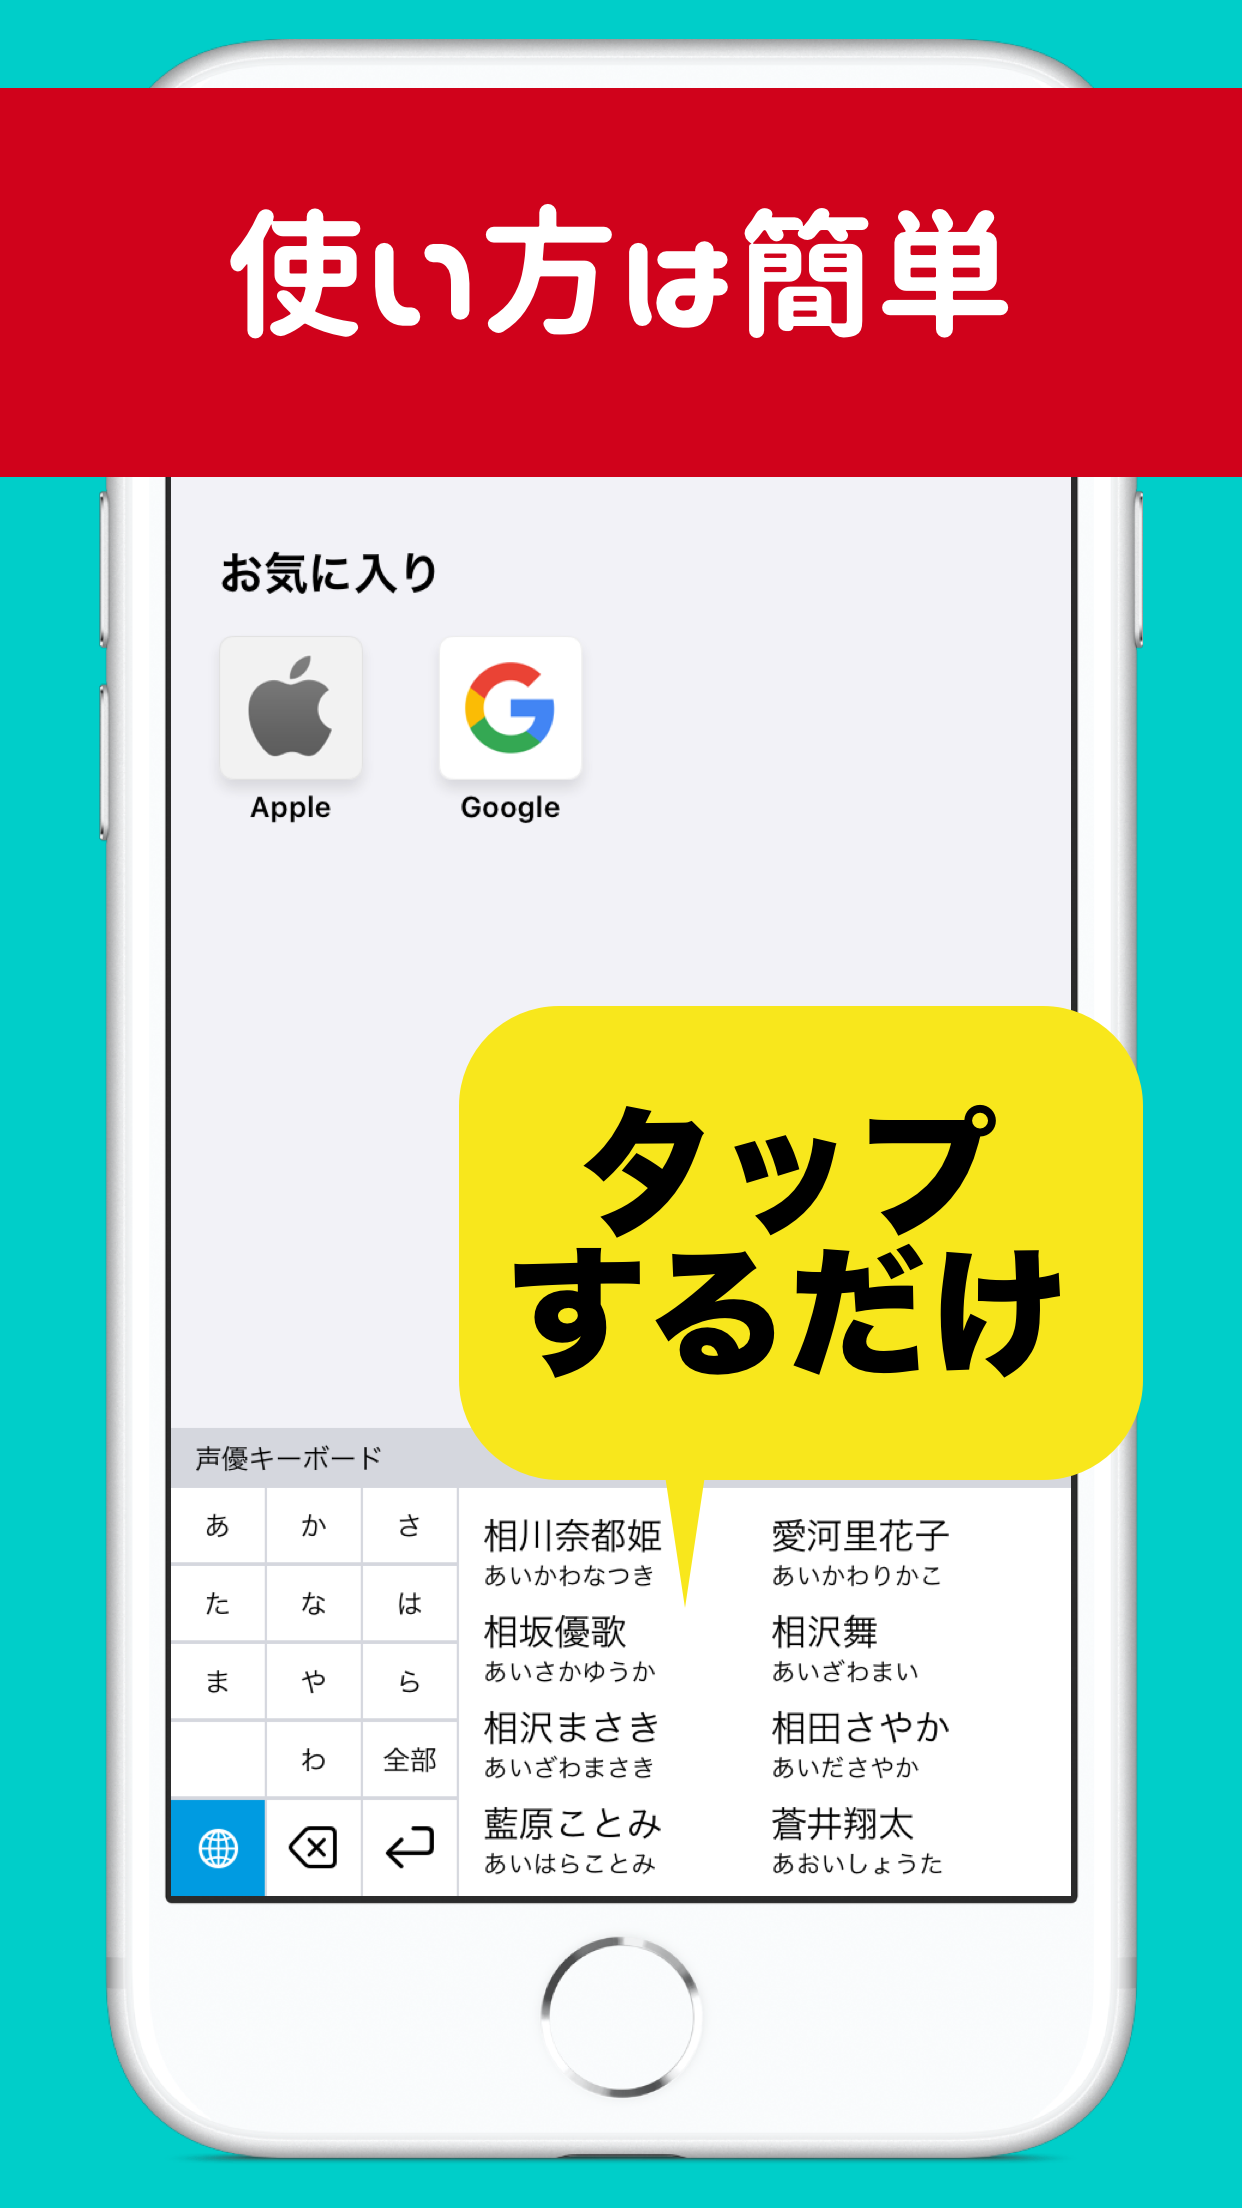 使い方は簡単
お気に入り
Apple
Google
タップ
するだけ
声優キーボード
あ か さ
た な は
ま や ら
わ 全部
相川奈都姫 愛河里花子
あいかわなつき あいかわりかこ
相坂優歌 相沢舞
あいさかゆうか あいざわまい
相沢まさき 相田さやか
あいざわまさき あいださやか
藍原ことみ 蒼井翔太
あいはらことみ あおいしょうた